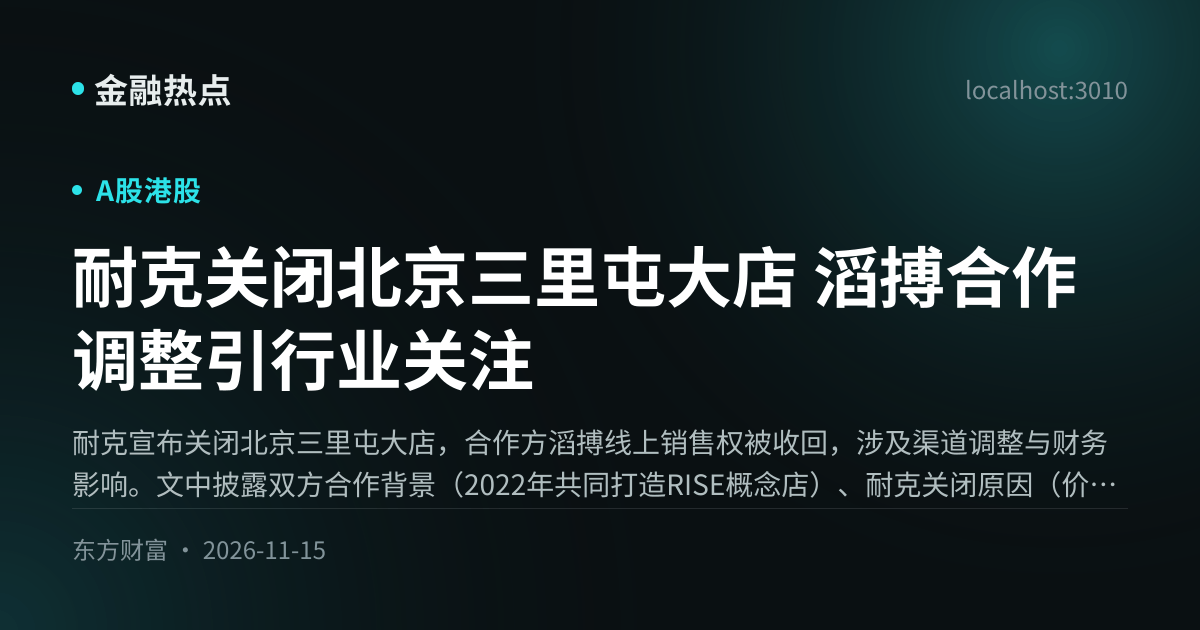 金融热点
localhost:3010
A股港股
耐克关闭北京三里屯大店 滔搏合作
调整引行业关注
耐克宣布关闭北京三里屯大店，合作方滔搏线上销售权被收回，涉及渠道调整与财务
影响。文中披露双方合作背景（2022年共同打造RISE概念店）、耐克关闭原因（价…
东方财富 • 2026-11-15